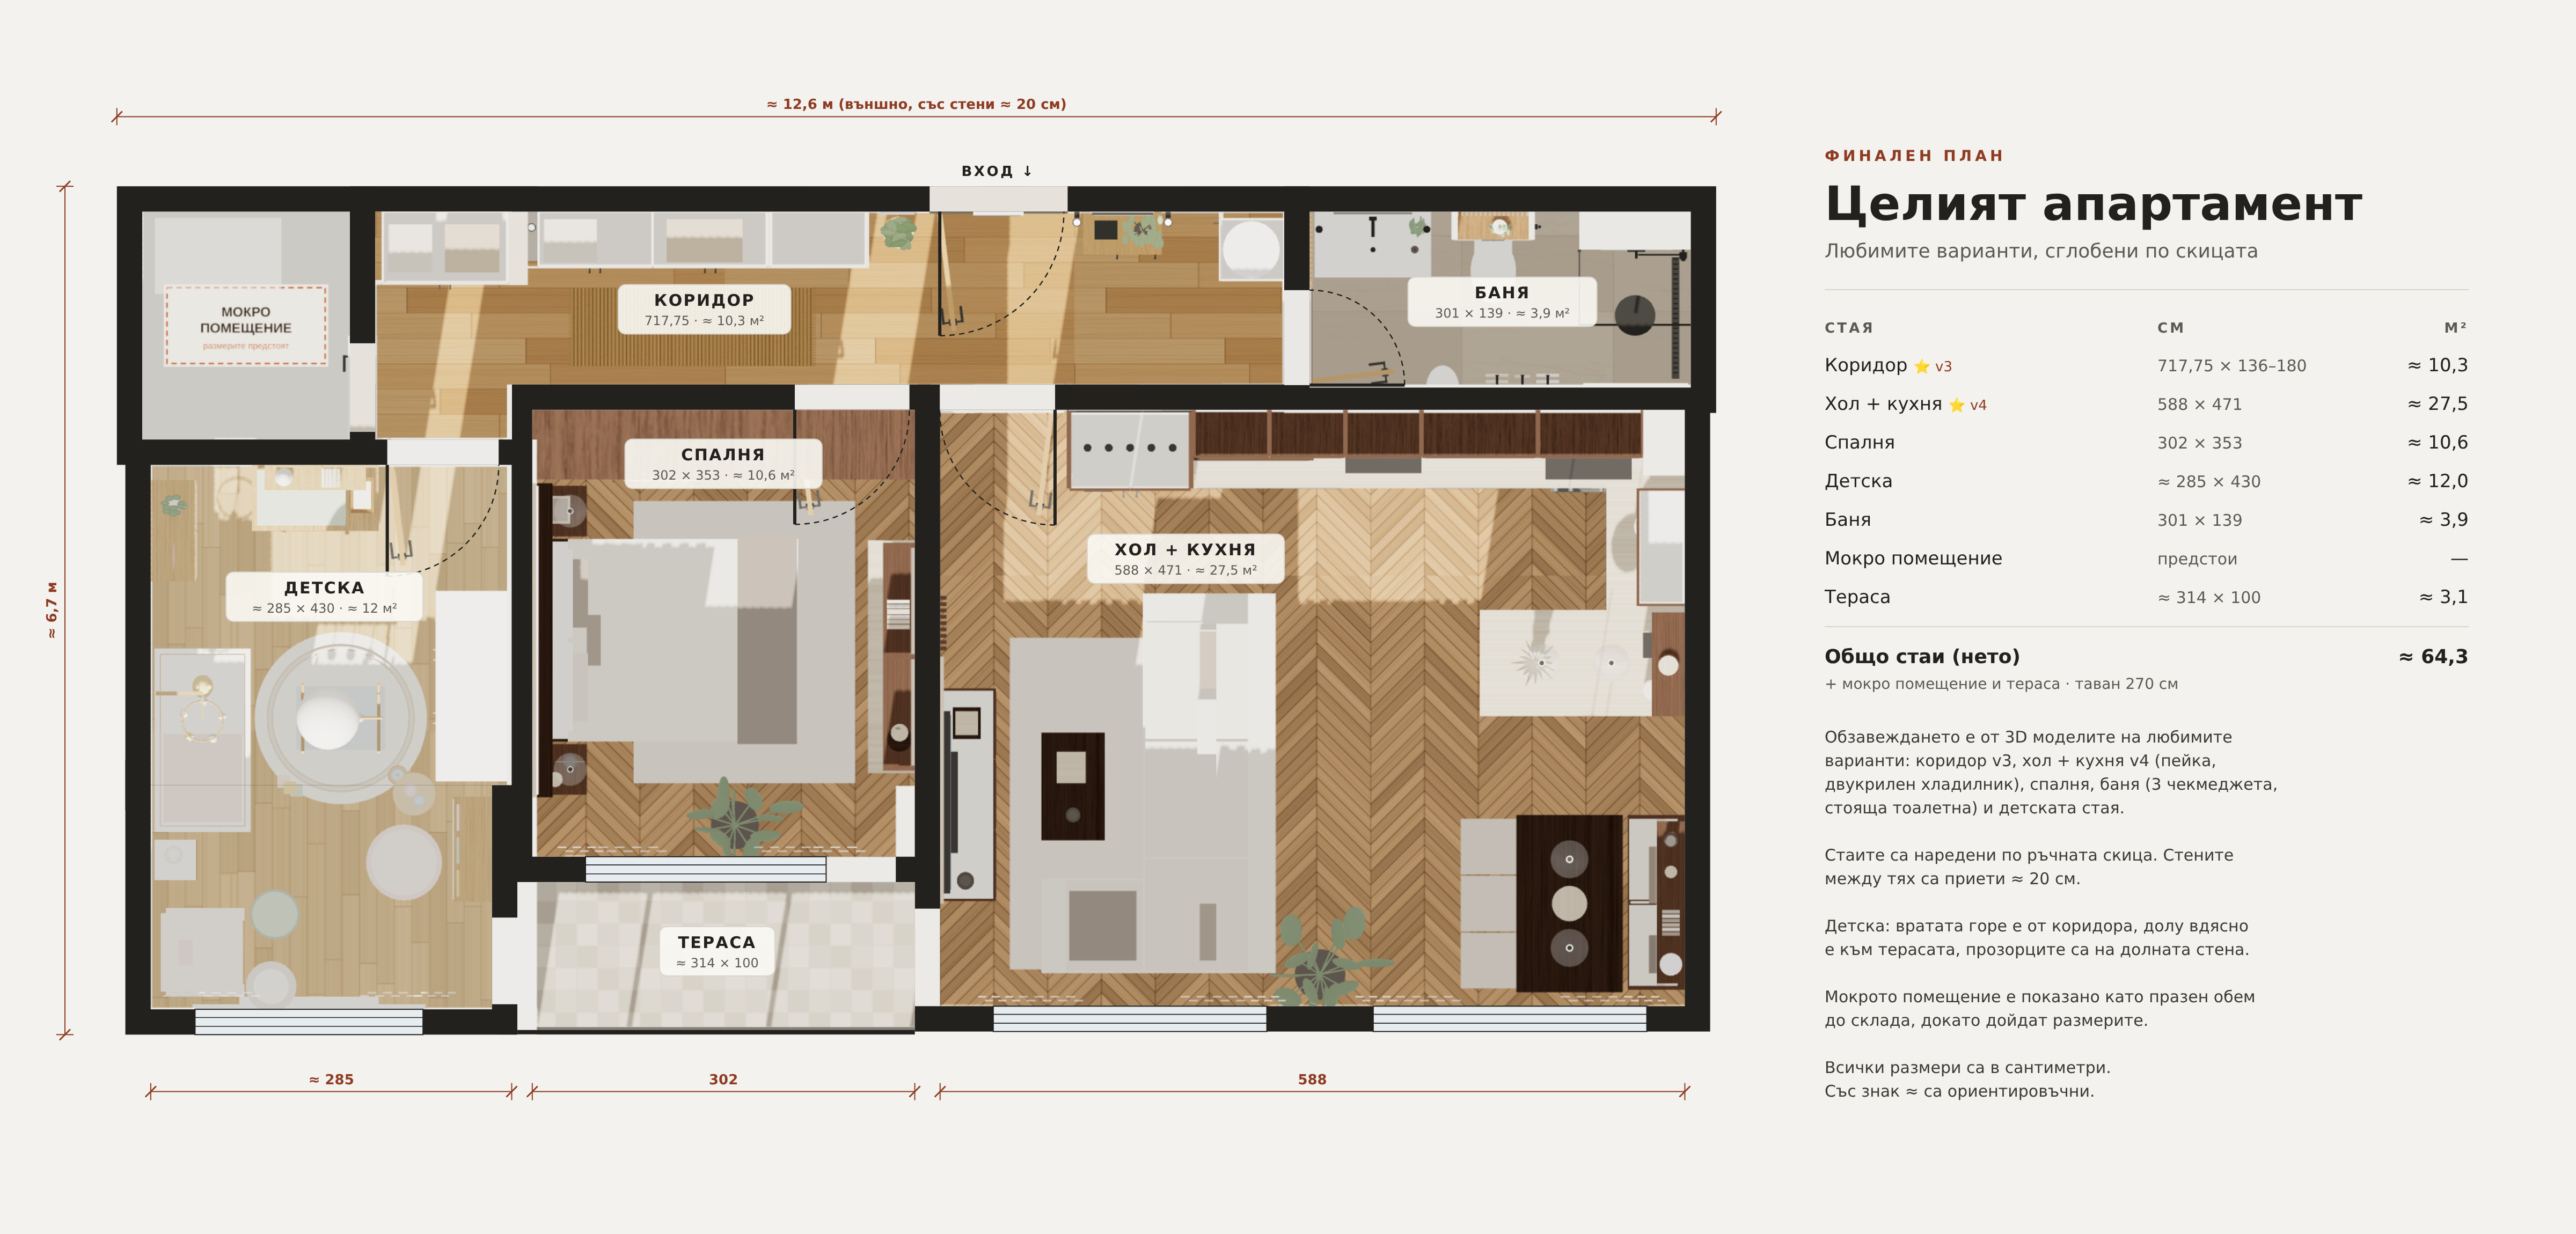 ≈ 12,6 м (външно, със стени ≈ 20 см)
ВХОД ↓
≈ 6,7 м
МОКРО
ПОМЕЩЕНИЕ
размерите предстоят
КОРИДОР
717,75 · ≈ 10,3 м²
БАНЯ
301 × 139 · ≈ 3,9 м²
СПАЛНЯ
302 × 353 · ≈ 10,6 м²
ХОЛ + КУХНЯ
588 × 471 · ≈ 27,5 м²
ДЕТСКА
≈ 285 × 430 · ≈ 12 м²
ТЕРАСА
≈ 314 × 100
≈ 285
302
588
ФИНАЛЕН ПЛАН
Целият апартамент
Любимите варианти, сглобени по скицата
СТАЯ СМ М²
Коридор ⭐ v3 717,75 × 136–180 ≈ 10,3
Хол + кухня ⭐ v4 588 × 471 ≈ 27,5
Спалня 302 × 353 ≈ 10,6
Детска ≈ 285 × 430 ≈ 12,0
Баня 301 × 139 ≈ 3,9
Мокро помещение предстои —
Тераса ≈ 314 × 100 ≈ 3,1
Общо стаи (нето) ≈ 64,3
+ мокро помещение и тераса · таван 270 см
Обзавеждането е от 3D моделите на любимите
варианти: коридор v3, хол + кухня v4 (пейка,
двукрилен хладилник), спалня, баня (3 чекмеджета,
стояща тоалетна) и детската стая.
Стаите са наредени по ръчната скица. Стените
между тях са приети ≈ 20 см.
Детска: вратата горе е от коридора, долу вдясно
е към терасата, прозорците са на долната стена.
Мокрото помещение е показано като празен обем
до склада, докато дойдат размерите.
Всички размери са в сантиметри.
Със знак ≈ са ориентировъчни.